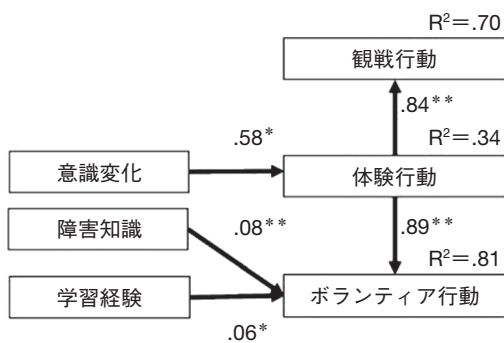 R²＝.70
観戦行動
.84**
.58*
R²＝.34
意識変化
体験行動
障害知識
.08**
.89**
R²＝.81
学習経験
ボランティア行動
.06*